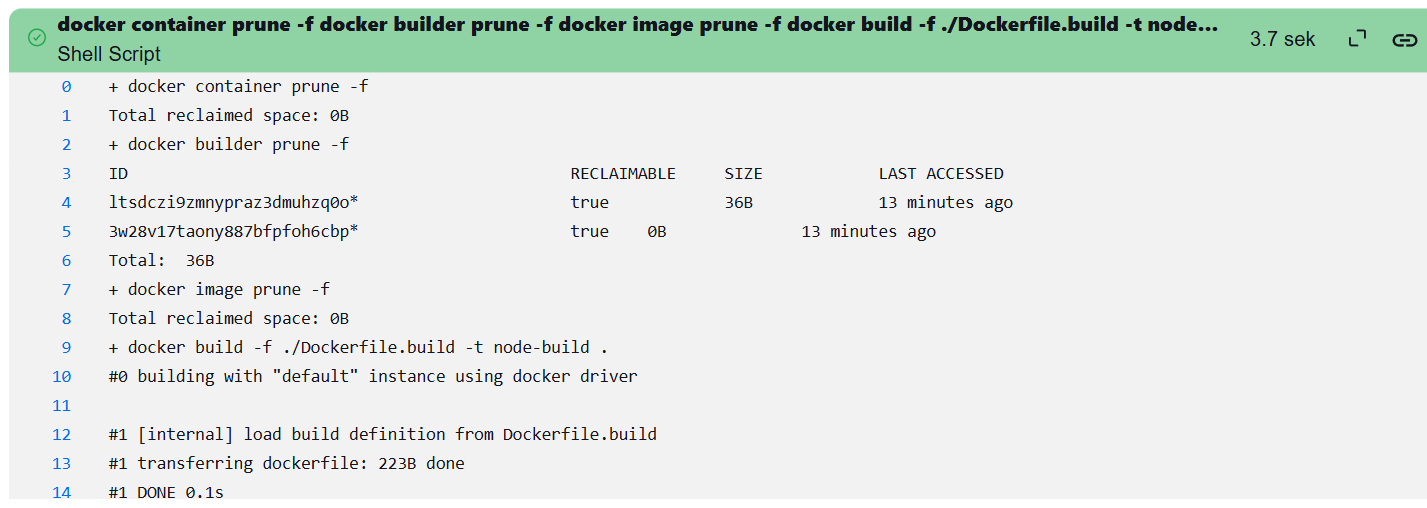 docker container prune -f docker builder prune -f docker image prune -f docker build -f ./Dockerfile.build -t node...
Shell Script
3.7 sek
0 + docker container prune -f
1 Total reclaimed space: 0B
2 + docker builder prune -f
3 ID RECLAIMABLE SIZE LAST ACCESSED
4 ltsdczi9zmnypraz3dmuhzq0o* true 36B 13 minutes ago
5 3w28v17taony887bfpfoh6cbp* true 0B 13 minutes ago
6 Total: 36B
7 + docker image prune -f
8 Total reclaimed space: 0B
9 + docker build -f ./Dockerfile.build -t node-build .
10 #0 building with "default" instance using docker driver
11
12 #1 [internal] load build definition from Dockerfile.build
13 #1 transferring dockerfile: 223B done
14 #1 DONE 0.1s